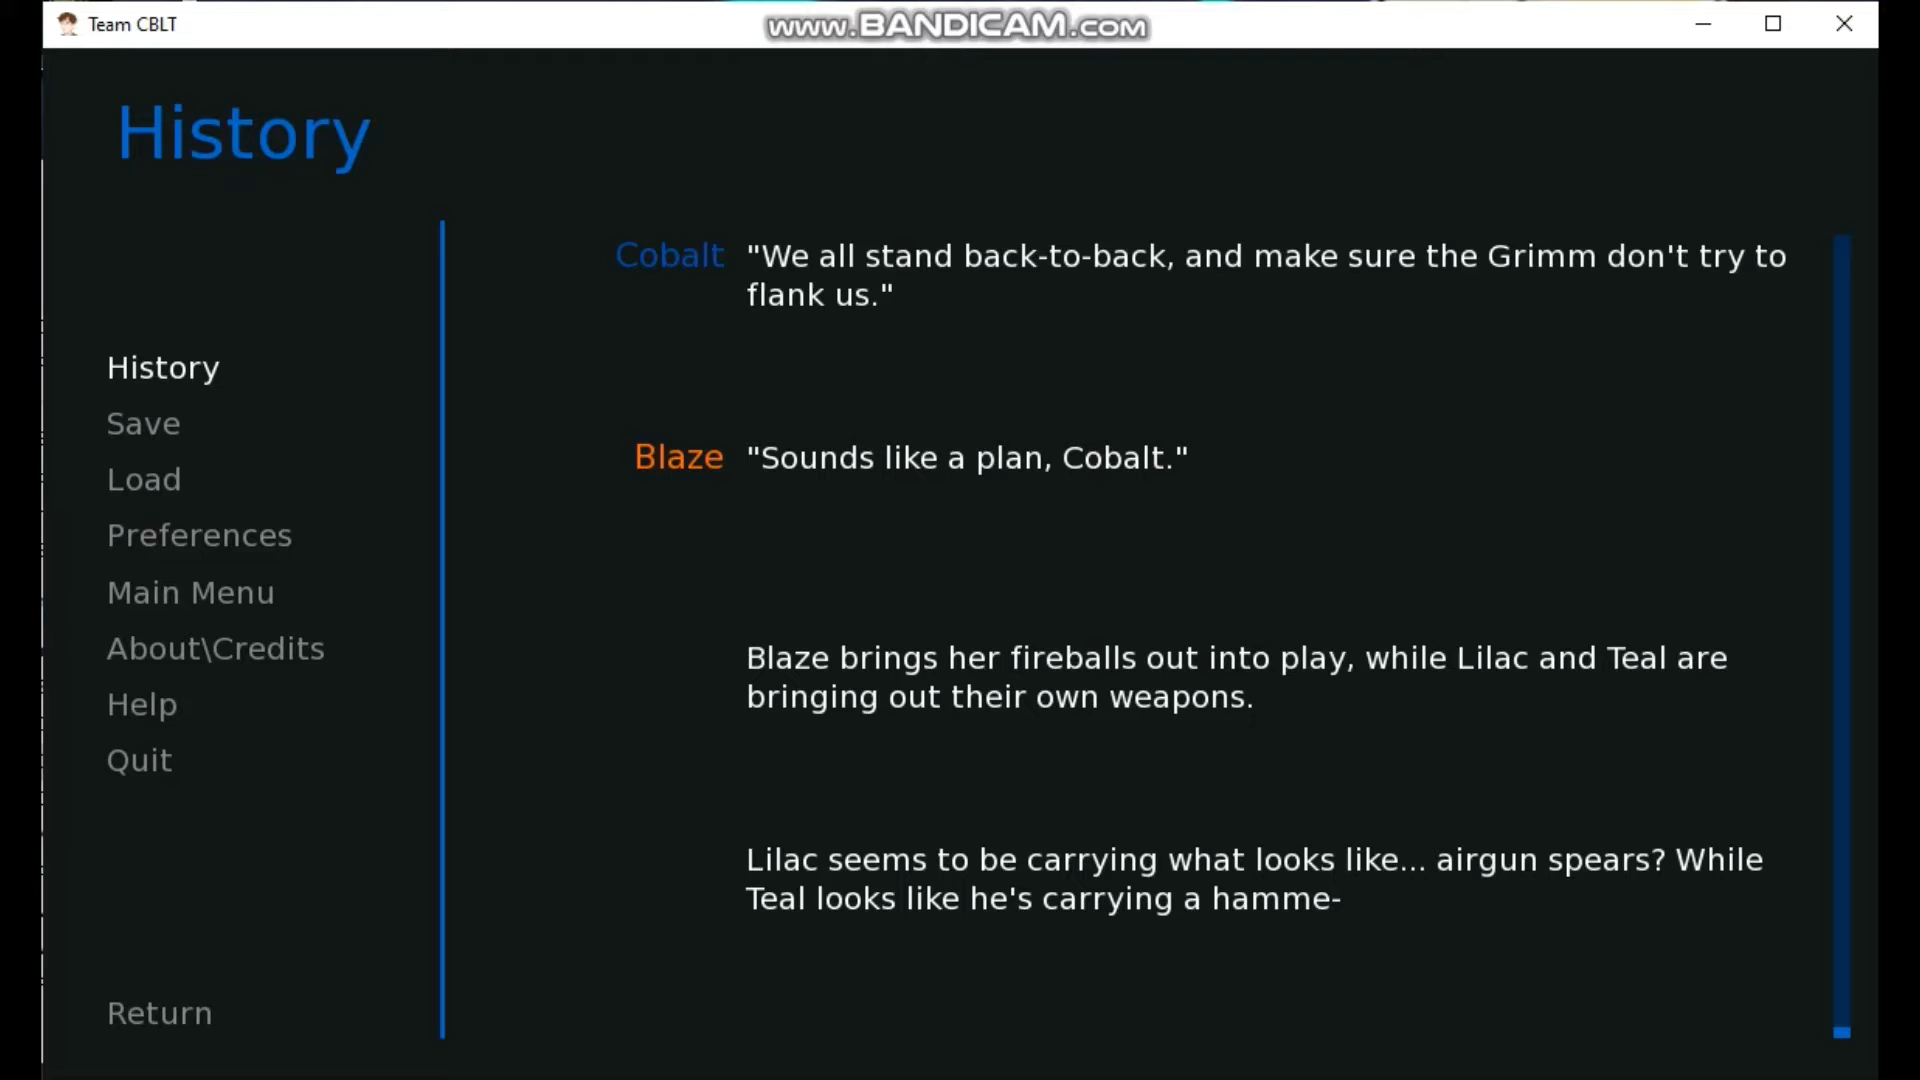 Team CBLT
www.BANDICAM.com
History
Cobalt "We all stand back-to-back, and make sure the Grimm don't try to
flank us."
History
Save
Blaze "Sounds like a plan, Cobalt."
Load
Preferences
Main Menu
About\Credits
Blaze brings her fireballs out into play, while Lilac and Teal are
bringing out their own weapons.
Help
Quit
Lilac seems to be carrying what looks like... airgun spears? While
Teal looks like he's carrying a hamme-
Return